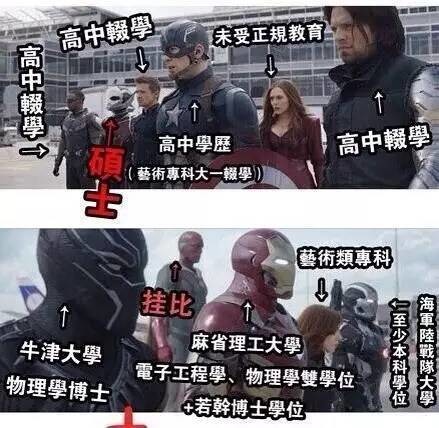 高中輟學
高中輟學
未受正規教育
碩士
高中學歷
(藝術專科大一輟學)
高中輟學
牛津大學
物理學博士
挂比
麻省理工大學
電子工程學、物理學雙學位
+若幹博士學位
藝術類專科
海軍陸戰隊大學
至少本科學位